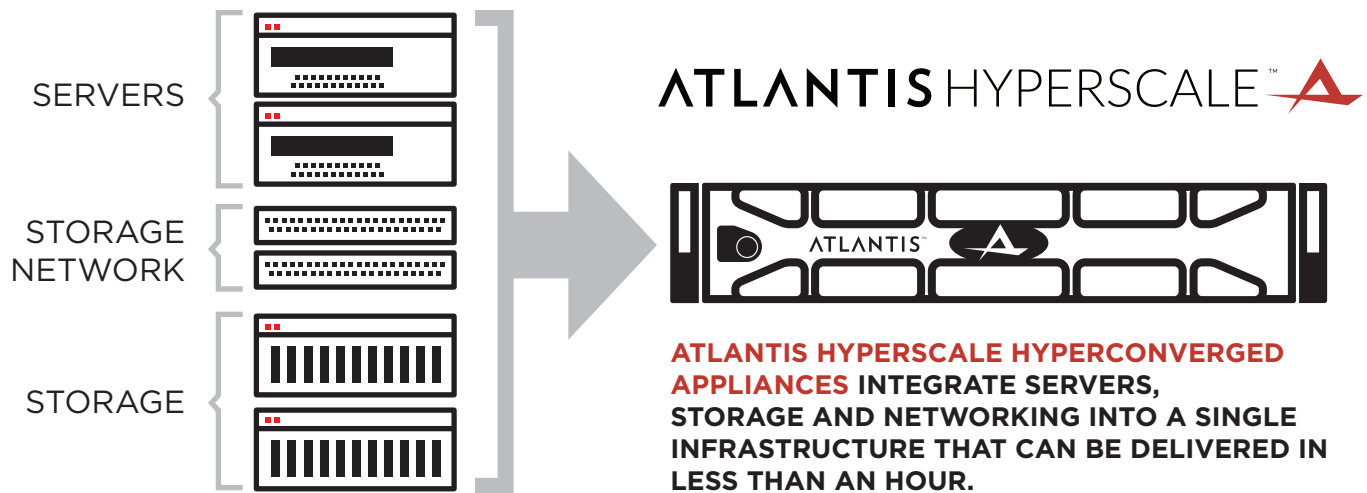 SERVERS
STORAGE
NETWORK
STORAGE
ATLANTIS HYPERSCALE™
ATLANTIS™
ATLANTIS HYPERSCALE HYPERCONVERGED
APPLIANCES INTEGRATE SERVERS,
STORAGE AND NETWORKING INTO A SINGLE
INFRASTRUCTURE THAT CAN BE DELIVERED IN
LESS THAN AN HOUR.